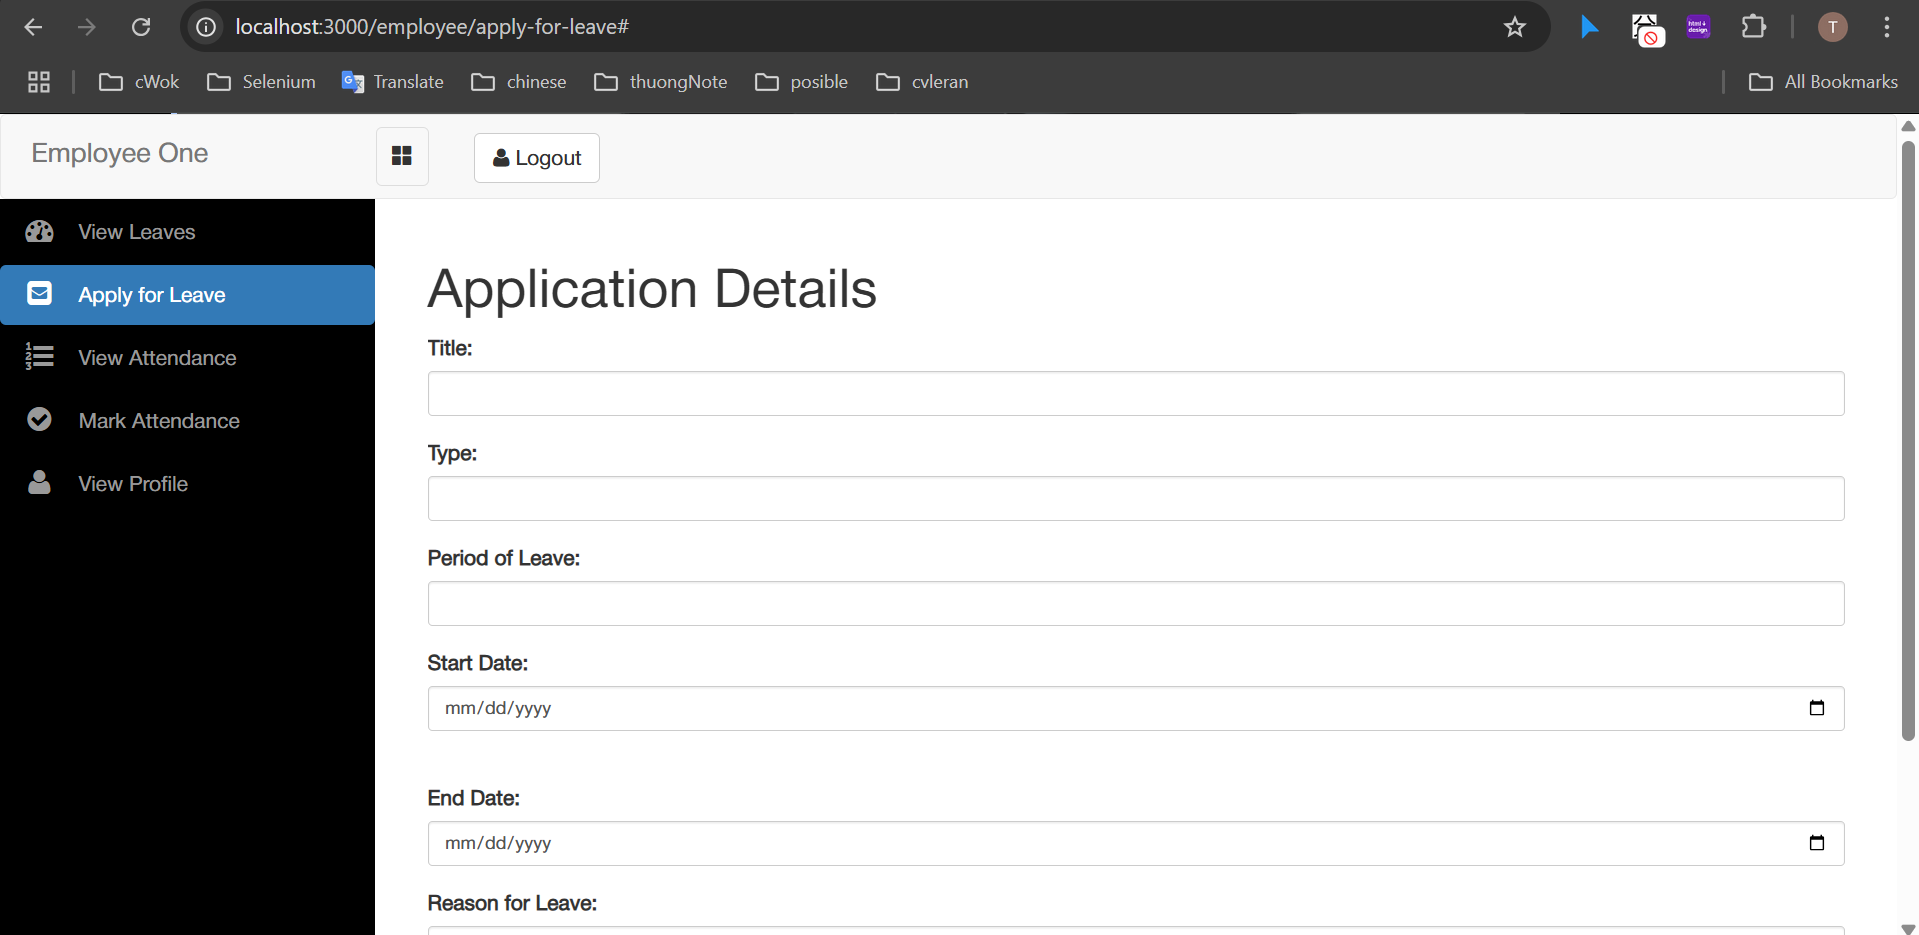 localhost:3000/employee/apply-for-leave#
T
cWok
Selenium
Translate
chinese
thuongNote
posible
cvleran
All Bookmarks
Employee One
Logout
View Leaves
Apply for Leave
View Attendance
Mark Attendance
View Profile
Application Details
Title:
Type:
Period of Leave:
Start Date:
mm/dd/yyyy
End Date:
mm/dd/yyyy
Reason for Leave: